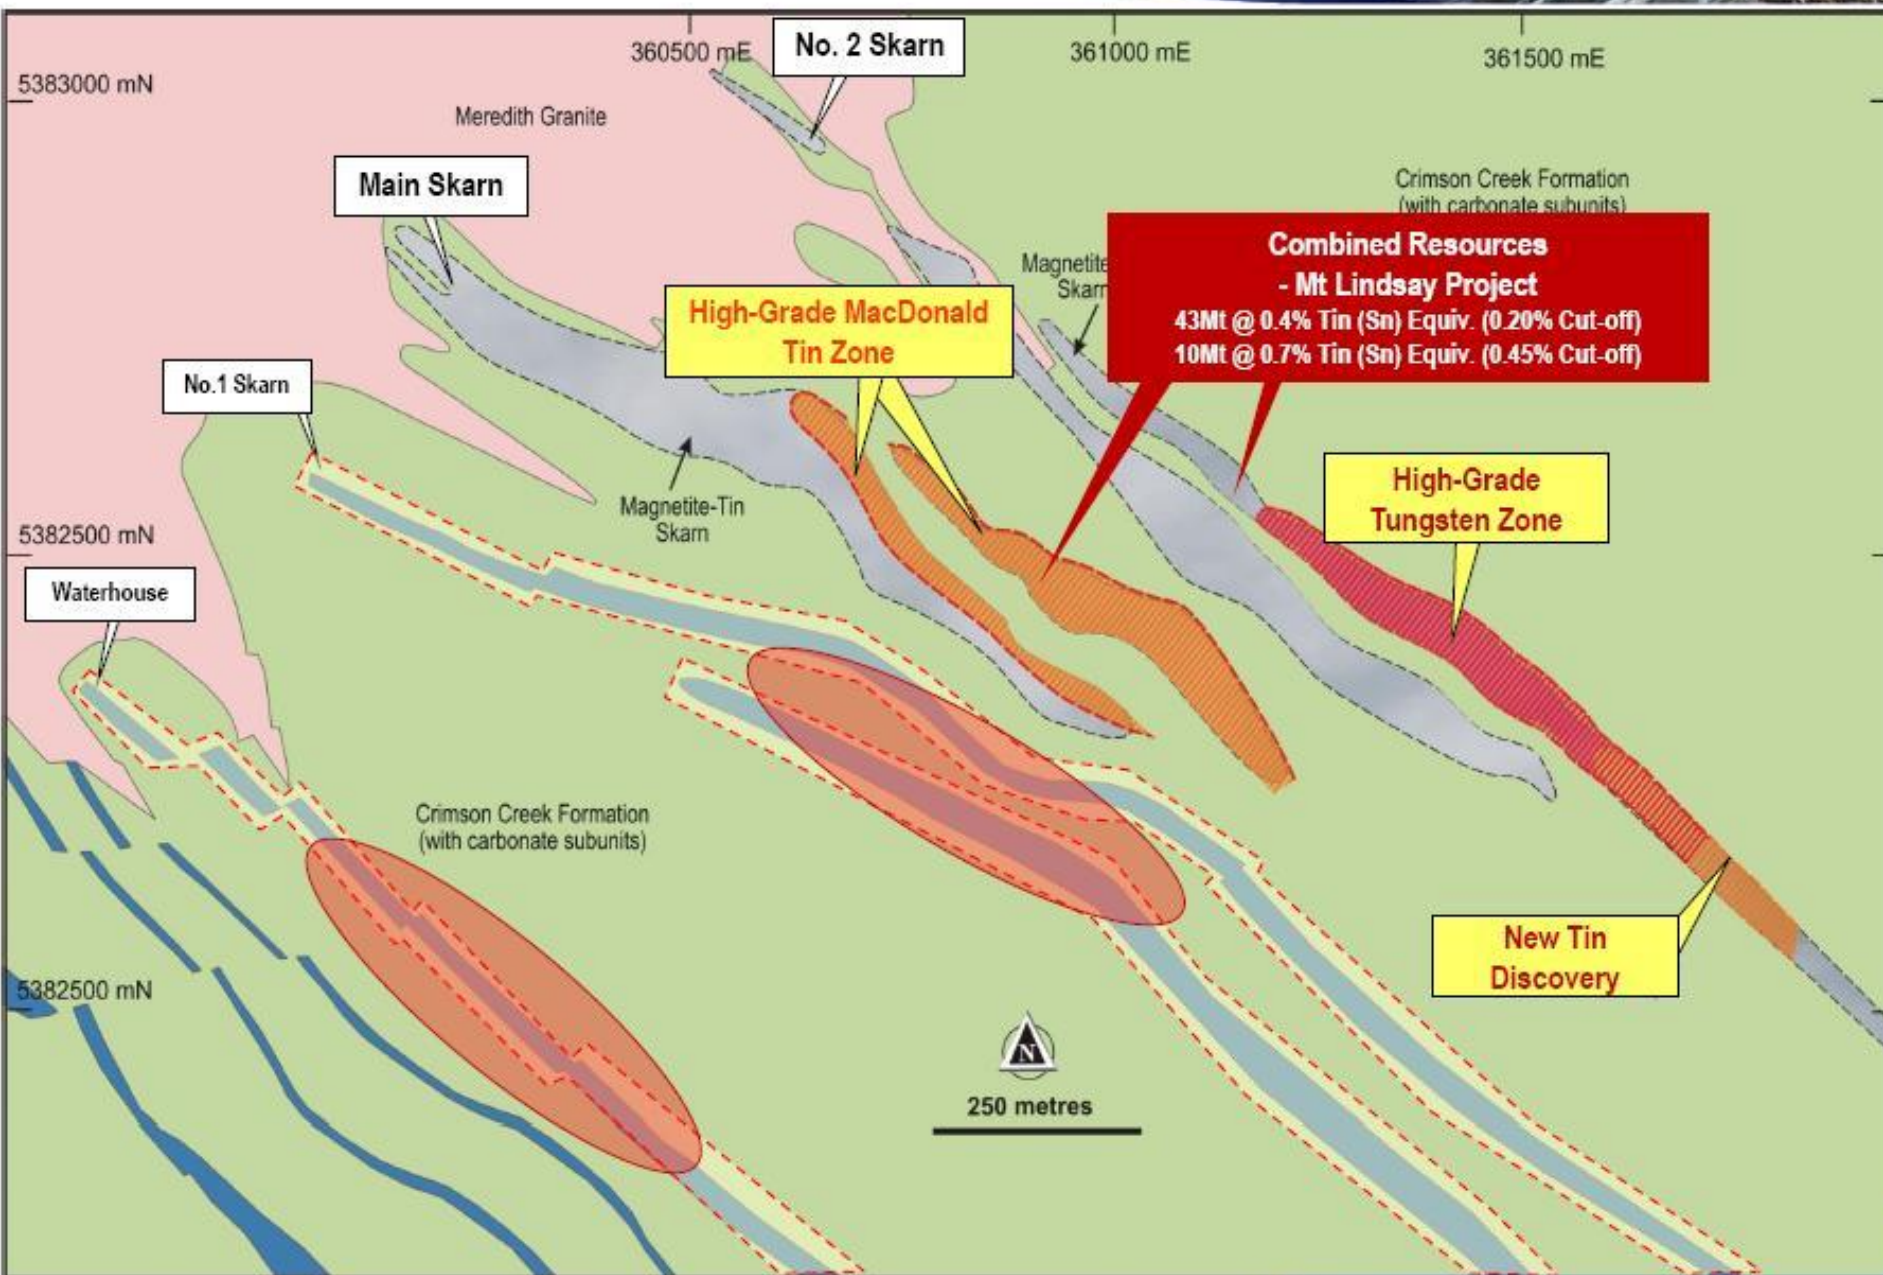 360500 mE
No. 2 Skarn
361000 mE
361500 mE
5383000 mN
Meredith Granite
Main Skarn
Crimson Creek Formation
(with carbonate subunits)
Combined Resources
- Mt Lindsay Project
43Mt @ 0.4% Tin (Sn) Equiv. (0.20% Cut-off)
10Mt @ 0.7% Tin (Sn) Equiv. (0.45% Cut-off)
Magnetite
Skarn
High-Grade MacDonald
Tin Zone
No.1 Skarn
High-Grade
Tungsten Zone
Magnetite-Tin
Skarn
5382500 mN
Waterhouse
Crimson Creek Formation
(with carbonate subunits)
New Tin
Discovery
5382500 mN
N
250 metres